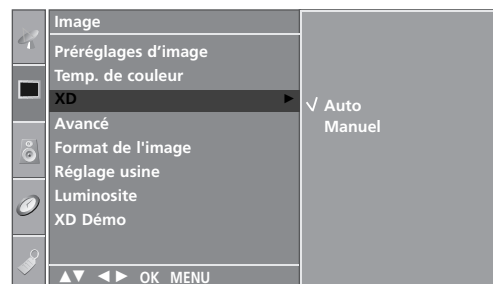 Image
Préréglages d’image
Temp. de couleur
XD ►
√ Auto
Avancé
Manuel
Format de l'image
Réglage usine
Luminosite
XD Démo
▲▼ ◄► OK MENU